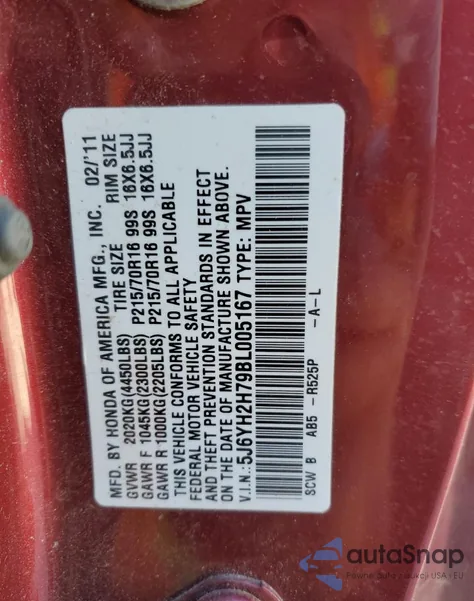 MFD. BY HONDA OF AMERICA MFG., INC. 02/'11
TIRE SIZE RIM SIZE
GVWR 2020KG(4450LBS)
GAWR F 1045KG(2300LBS) P215/70R16 99S 16X6.5JJ
GAWR R 1000KG(2205LBS) P215/70R16 99S 16X6.5JJ
THIS VEHICLE CONFORMS TO ALL APPLICABLE
FEDERAL MOTOR VEHICLE SAFETY
AND THEFT PREVENTION STANDARDS IN EFFECT
ON THE DATE OF MANUFACTURE SHOWN ABOVE.
V.I.N.:5J6YH2H79BL005167 TYPE: MPV
SCW B AB5 -R525P -A-L
autoSnap